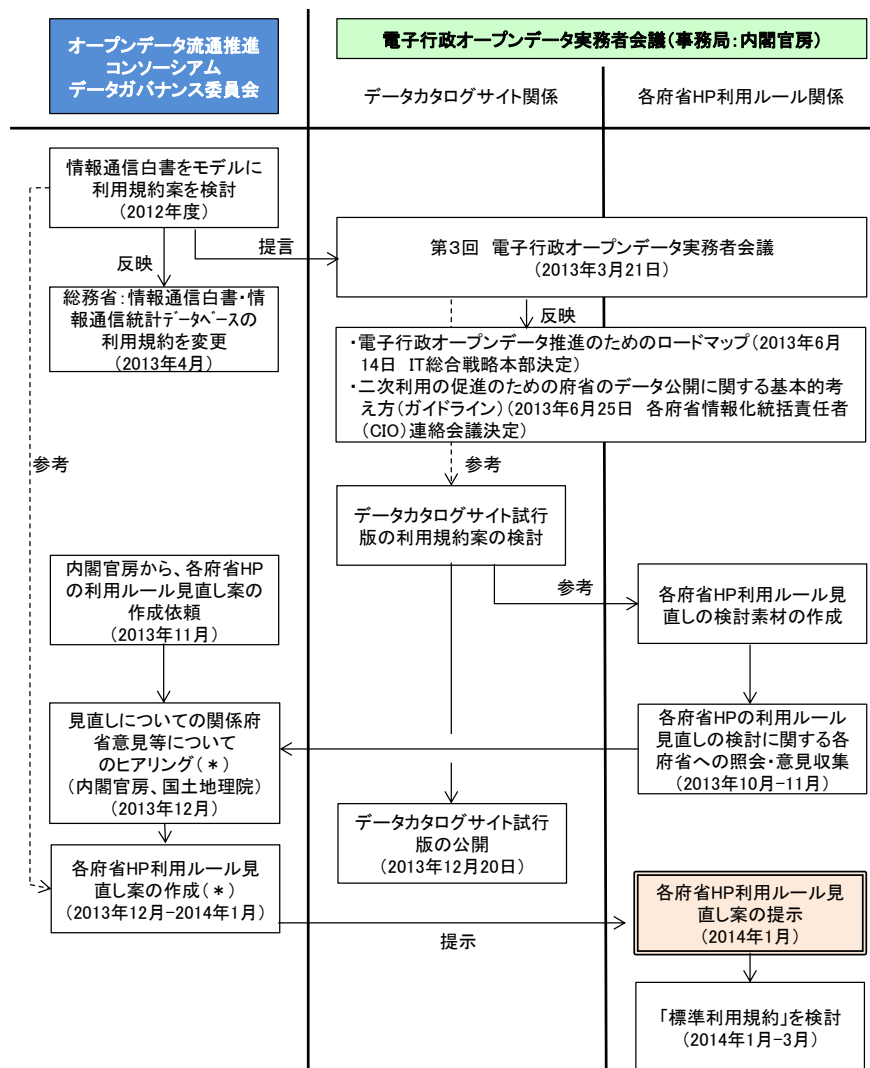 オープンデータ流通推進
コンソーシアム
データガバナンス委員会
電子行政オープンデータ実務者会議(事務局:内閣官房)
データカタログサイト関係
各府省HP利用ルール関係
情報通信白書をモデルに
利用規約案を検討
(2012年度)
提言
第3回 電子行政オープンデータ実務者会議
(2013年3月21日)
反映
総務省:情報通信白書・情
報通信統計データベースの
利用規約を変更
(2013年4月)
反映
・電子行政オープンデータ推進のためのロードマップ(2013年6月
14日 IT総合戦略本部決定)
・二次利用の促進のための府省のデータ公開に関する基本的考
え方(ガイドライン)(2013年6月25日 各府省情報化統括責任者
(CIO)連絡会議決定)
参考
参考
データカタログサイト試行
版の利用規約案の検討
内閣官房から、各府省HP
の利用ルール見直し案の
作成依頼
(2013年11月)
参考
各府省HP利用ルール見
直しの検討素材の作成
見直しについての関係府
省意見等について
のヒアリング(*)
(内閣官房、国土地理院)
(2013年12月)
各府省HPの利用ルール
見直しの検討に関する各
府省への照会・意見収集
(2013年10月-11月)
データカタログサイト試行
版の公開
(2013年12月20日)
各府省HP利用ルール見
直し案の作成(*)
(2013年12月-2014年1月)
提示
各府省HP利用ルール見
直し案の提示
(2014年1月)
「標準利用規約」を検討
(2014年1月-3月)